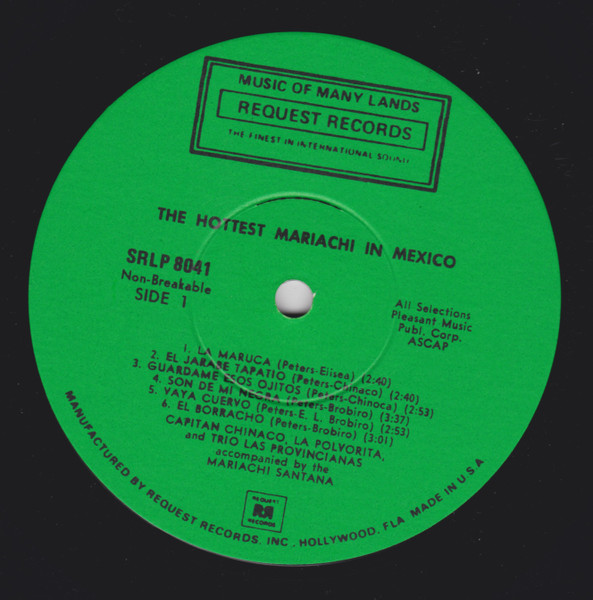 MUSIC OF MANY LANDS
REQUEST RECORDS
THE FINEST IN INTERNATIONAL SOUND
THE HOTTEST MARIACHI IN MEXICO
SRLP 8041
Non-Breakable
SIDE 1
All Selections
Pleasant Music
Publ. Corp.
ASCAP
1. LA MARUCA (Peters-Elisea) (2:40)
2. EL JARABE TAPATIO (Peters-Chinaco) (2:40)
3. GUARDAME ESOS OJITOS (Peters-Chinoca) (2:53)
4. SON DE MI NEGRA (Peters-Brobiro) (3:37)
5. VAYA CUERVO (Peters-E. L. Brobiro) (2:53)
6. EL BORRACHO (Peters-Brobiro) (3:01)
CAPITAN CHINACO, LA POLVORITA,
and TRIO LAS PROVINCIANAS
accompanied by the
MARIACHI SANTANA
REQUEST
RR
RECORDS
MANUFACTURED BY REQUEST RECORDS, INC., HOLLYWOOD, FLA. MADE IN U.S.A.